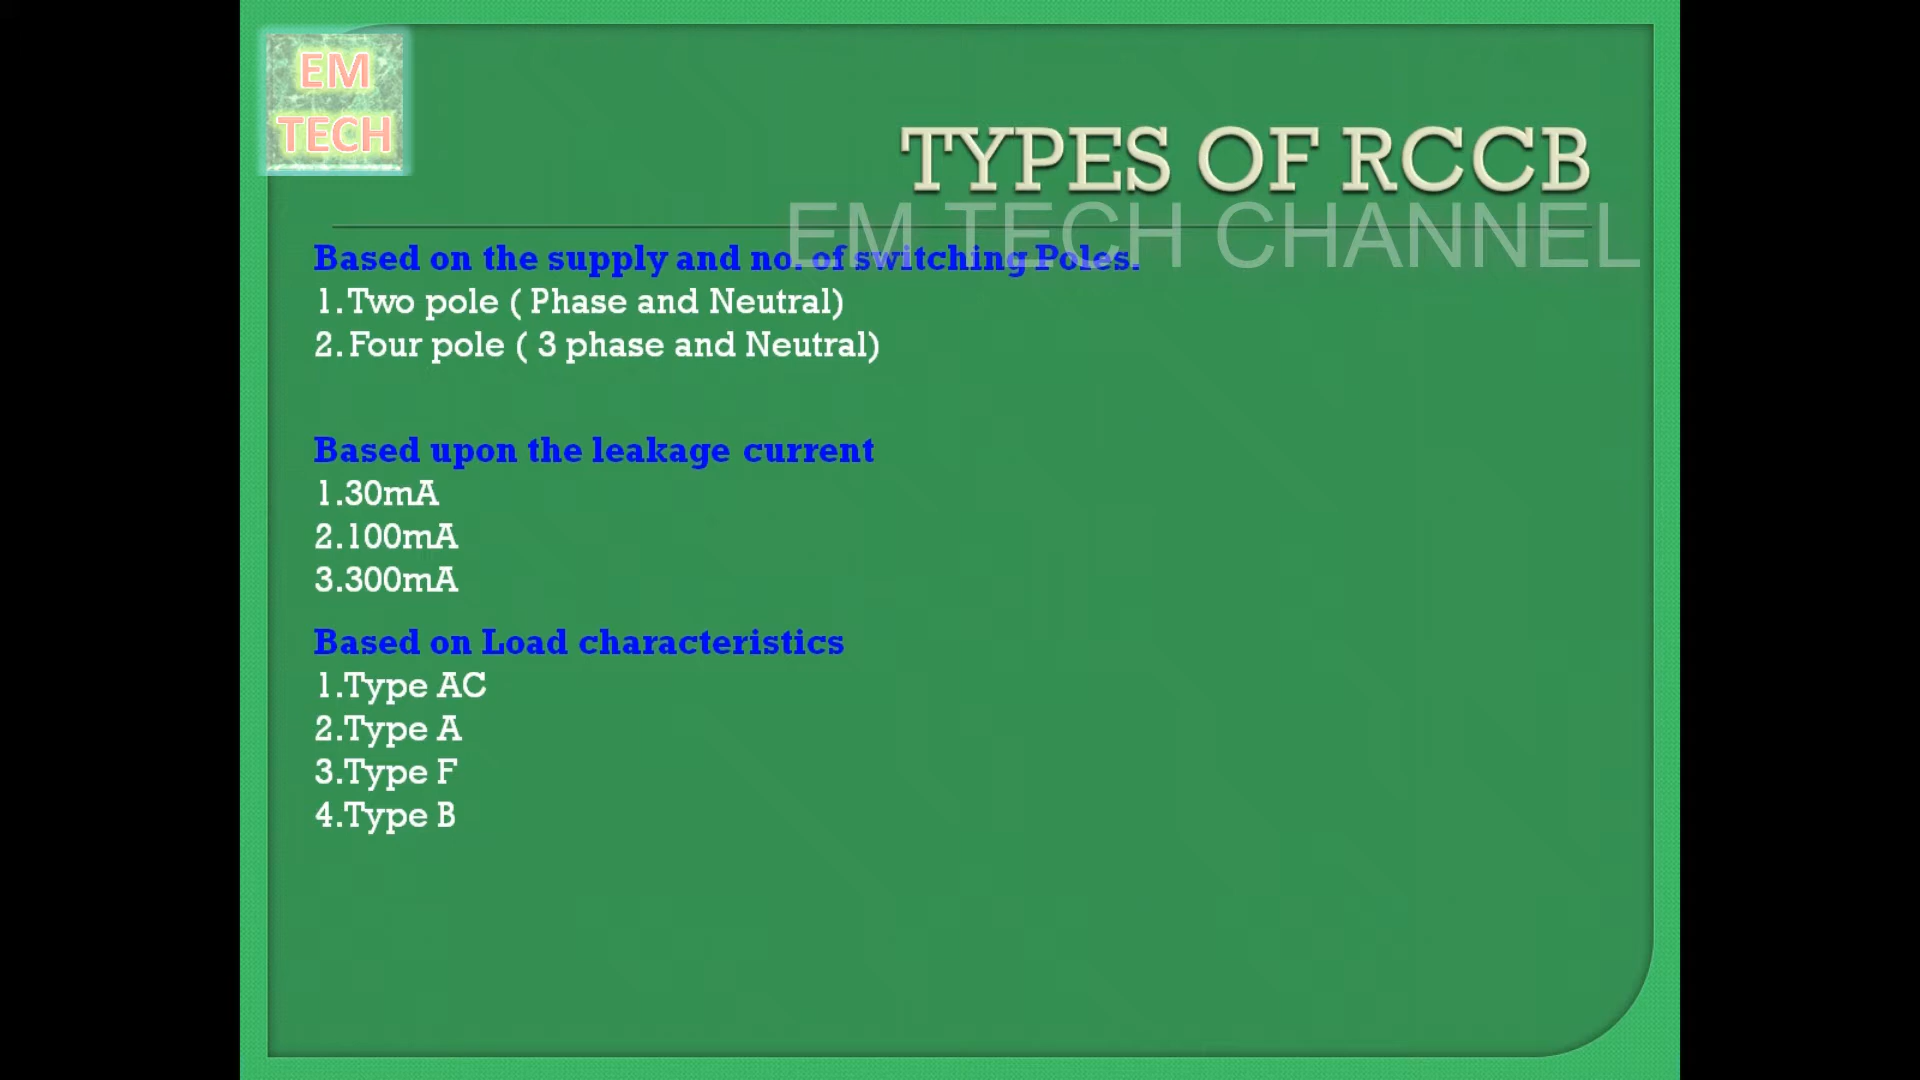 EM
TECH
TYPES OF RCCB
EM TECH CHANNEL
Based on the supply and no. of switching Poles.
1.Two pole ( Phase and Neutral)
2.Four pole ( 3 phase and Neutral)
Based upon the leakage current
1.30mA
2.100mA
3.300mA
Based on Load characteristics
1.Type AC
2.Type A
3.Type F
4.Type B